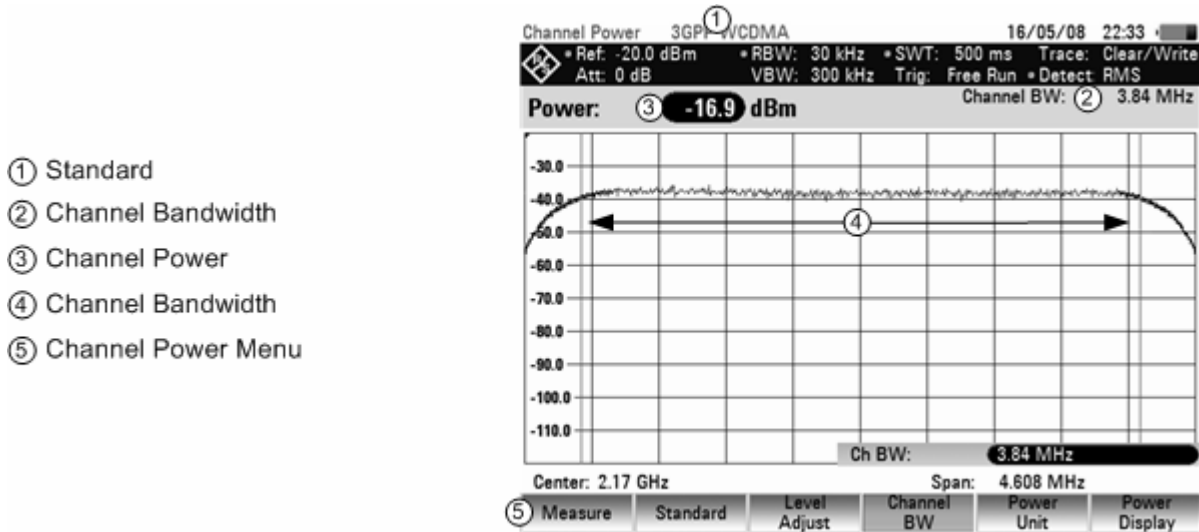 ① Standard
② Channel Bandwidth
③ Channel Power
④ Channel Bandwidth
⑤ Channel Power Menu
①
Channel Power 3GPP WCDMA 16/05/08 22:33
R S
• Ref: -20.0 dBm • RBW: 30 kHz • SWT: 500 ms Trace: Clear/Write
Att: 0 dB VBW: 300 kHz Trig: Free Run • Detect: RMS
Channel BW: ② 3.84 MHz
Power: ③ -16.9 dBm
-30.0
-40.0
④
-50.0
-60.0
-70.0
-80.0
-90.0
-100.0
-110.0
Ch BW: 3.84 MHz
Center: 2.17 GHz Span: 4.608 MHz
⑤ Measure Standard Level Adjust Channel BW Power Unit Power Display